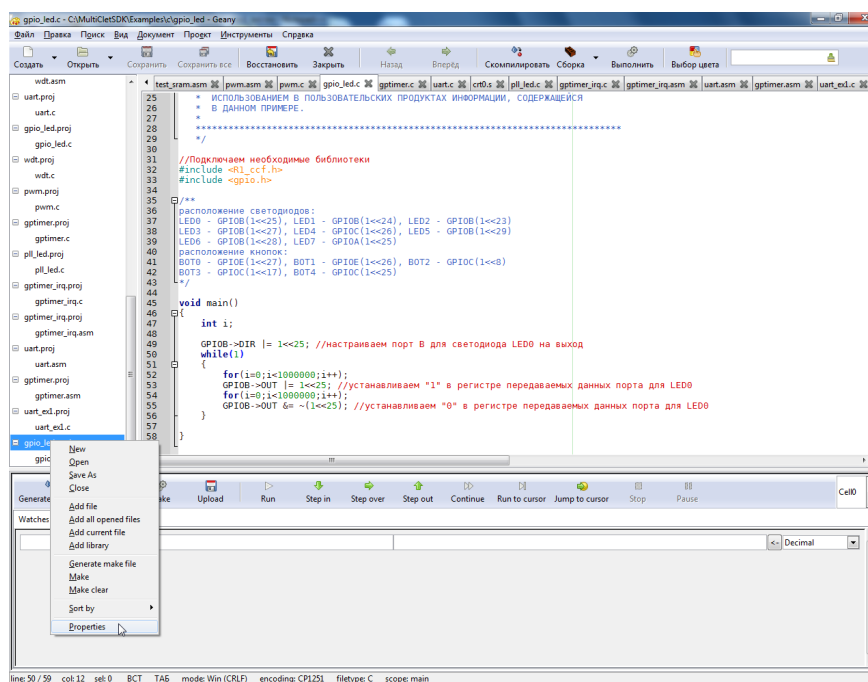 gpio_led.c - C:\MultiCletSDK\Examples\c\gpio_led - Geany
Файл Правка Поиск Вид Документ Проект Инструменты Справка
Создать Открыть Сохранить Сохранить все Восстановить Закрыть Назад Вперёд Скомпилировать Сборка Выполнить Выбор цвета
test_sram.asm pwm.asm pwm.c gpio_led.c gptimer.c uart.c crt0.s pll_led.c gptimer_irq.c gptimer_irq.asm uart.asm gptimer.asm uart_ex1.c
wdt.asm
uart.proj
uart.c
gpio_led.proj
gpio_led.c
wdt.proj
wdt.c
pwm.proj
pwm.c
gptimer.proj
gptimer.c
pll_led.proj
pll_led.c
gptimer_irq.proj
gptimer_irq.c
gptimer_irq.proj
gptimer_irq.asm
uart.proj
uart.asm
gptimer.proj
gptimer.asm
uart_ex1.proj
uart_ex1.c
gpio_le
gpio
25 * ИСПОЛЬЗОВАНИЕМ В ПОЛЬЗОВАТЕЛЬСКИХ ПРОДУКТАХ ИНФОРМАЦИИ, СОДЕРЖАЩЕЙСЯ
26 * В ДАННОМ ПРИМЕРЕ.
27 *
28 ******************************************************************************
29 */
30
31 //Подключаем необходимые библиотеки
32 #include <R1_ccf.h>
33 #include <gpio.h>
34
35 /**
36 расположение светодиодов:
37 LED0 - GPIOB(1<<25), LED1 - GPIOB(1<<24), LED2 - GPIOB(1<<23)
38 LED3 - GPIOB(1<<27), LED4 - GPIOC(1<<26), LED5 - GPIOB(1<<29)
39 LED6 - GPIOB(1<<28), LED7 - GPIOA(1<<25)
40 расположение кнопок:
41 BOT0 - GPIOE(1<<27), BOT1 - GPIOE(1<<26), BOT2 - GPIOC(1<<8)
42 BOT3 - GPIOC(1<<17), BOT4 - GPIOC(1<<25)
43 */
44
45 void main()
46 {
47 int i;
48
49 GPIOB->DIR |= 1<<25; //настраиваем порт B для светодиода LED0 на выход
50 while(1)
51 {
52 for(i=0;i<1000000;i++);
53 GPIOB->OUT |= 1<<25; //устанавливаем "1" в регистре передаваемых данных порта для LED0
54 for(i=0;i<1000000;i++);
55 GPIOB->OUT &= ~(1<<25); //устанавливаем "0" в регистре передаваемых данных порта для LED0
56 }
57
58 }
New
Open
Save As
Close
Add file
Add all opened files
Add current file
Add library
Generate make file
Make
Make clear
Sort by
Properties
Generate ake Upload Run Step in Step over Step out Continue Run to cursor Jump to cursor Stop Pause Cell0
Watches
<- Decimal
line: 50 / 59 col: 12 sel: 0 ВСТ ТАБ mode: Win (CRLF) encoding: CP1251 filetype: C scope: main